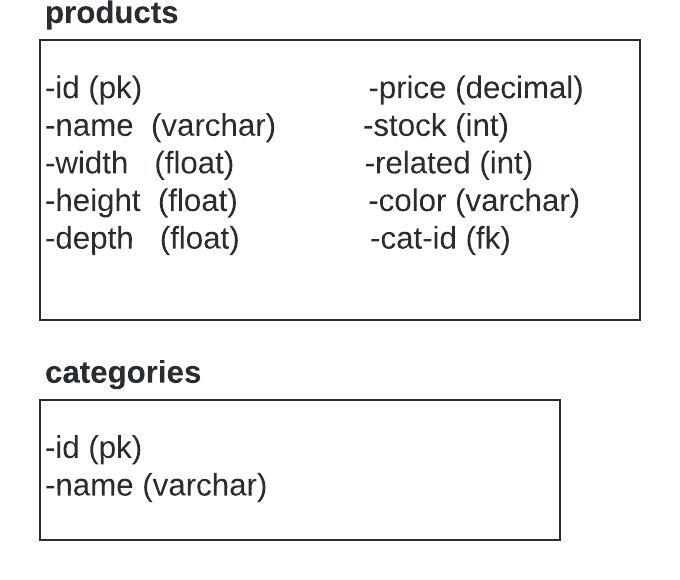 products
-id (pk)
-name (varchar)
-width (float)
-height (float)
-depth (float)
-price (decimal)
-stock (int)
-related (int)
-color (varchar)
-cat-id (fk)
categories
-id (pk)
-name (varchar)